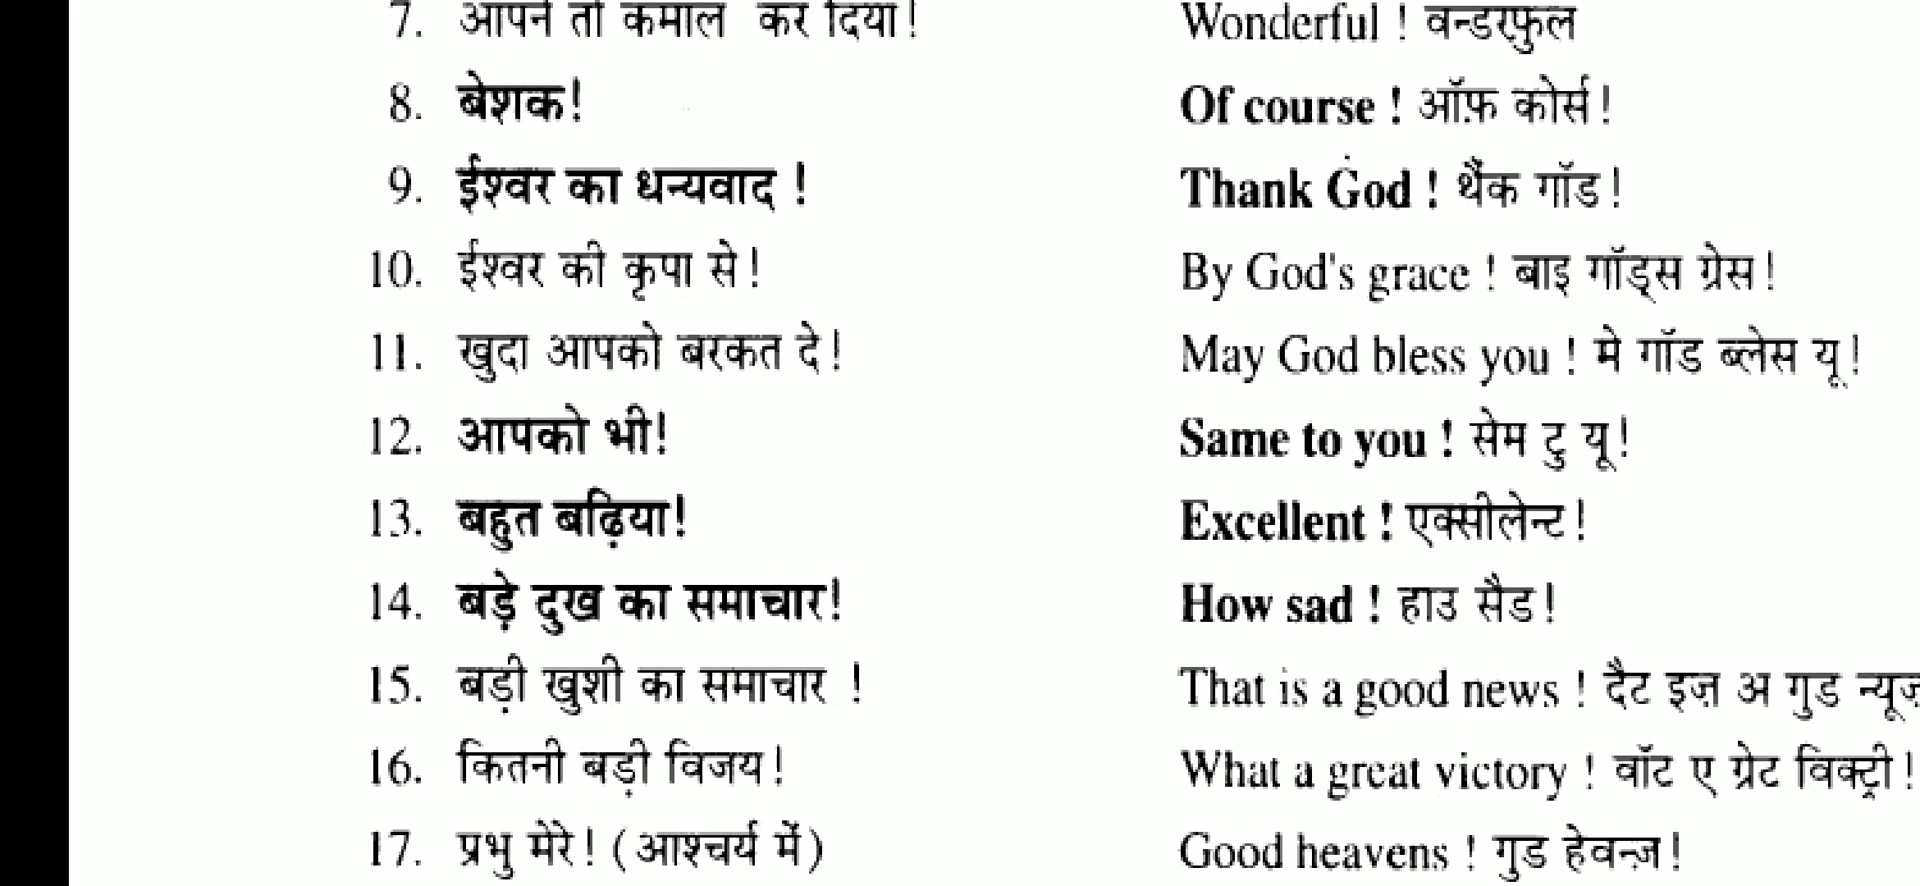 7. आपने तो कमाल कर दिया! Wonderful ! वन्डरफुल
8. बेशक! Of course ! ऑफ़ कोर्स!
9. ईश्वर का धन्यवाद ! Thank God ! थैंक गॉड!
10. ईश्वर की कृपा से! By God's grace ! बाइ गॉड्स ग्रेस!
11. खुदा आपको बरकत दे! May God bless you ! मे गॉड ब्लेस यू!
12. आपको भी! Same to you ! सेम टु यू!
13. बहुत बढ़िया! Excellent ! एक्सीलेन्ट!
14. बड़े दुख का समाचार! How sad ! हाउ सैड!
15. बड़ी खुशी का समाचार ! That is a good news ! दैट इज़ अ गुड न्यूज़
16. कितनी बड़ी विजय! What a great victory ! वॉट ए ग्रेट विक्ट्री!
17. प्रभु मेरे! (आश्चर्य में) Good heavens ! गुड हेवन्ज़!